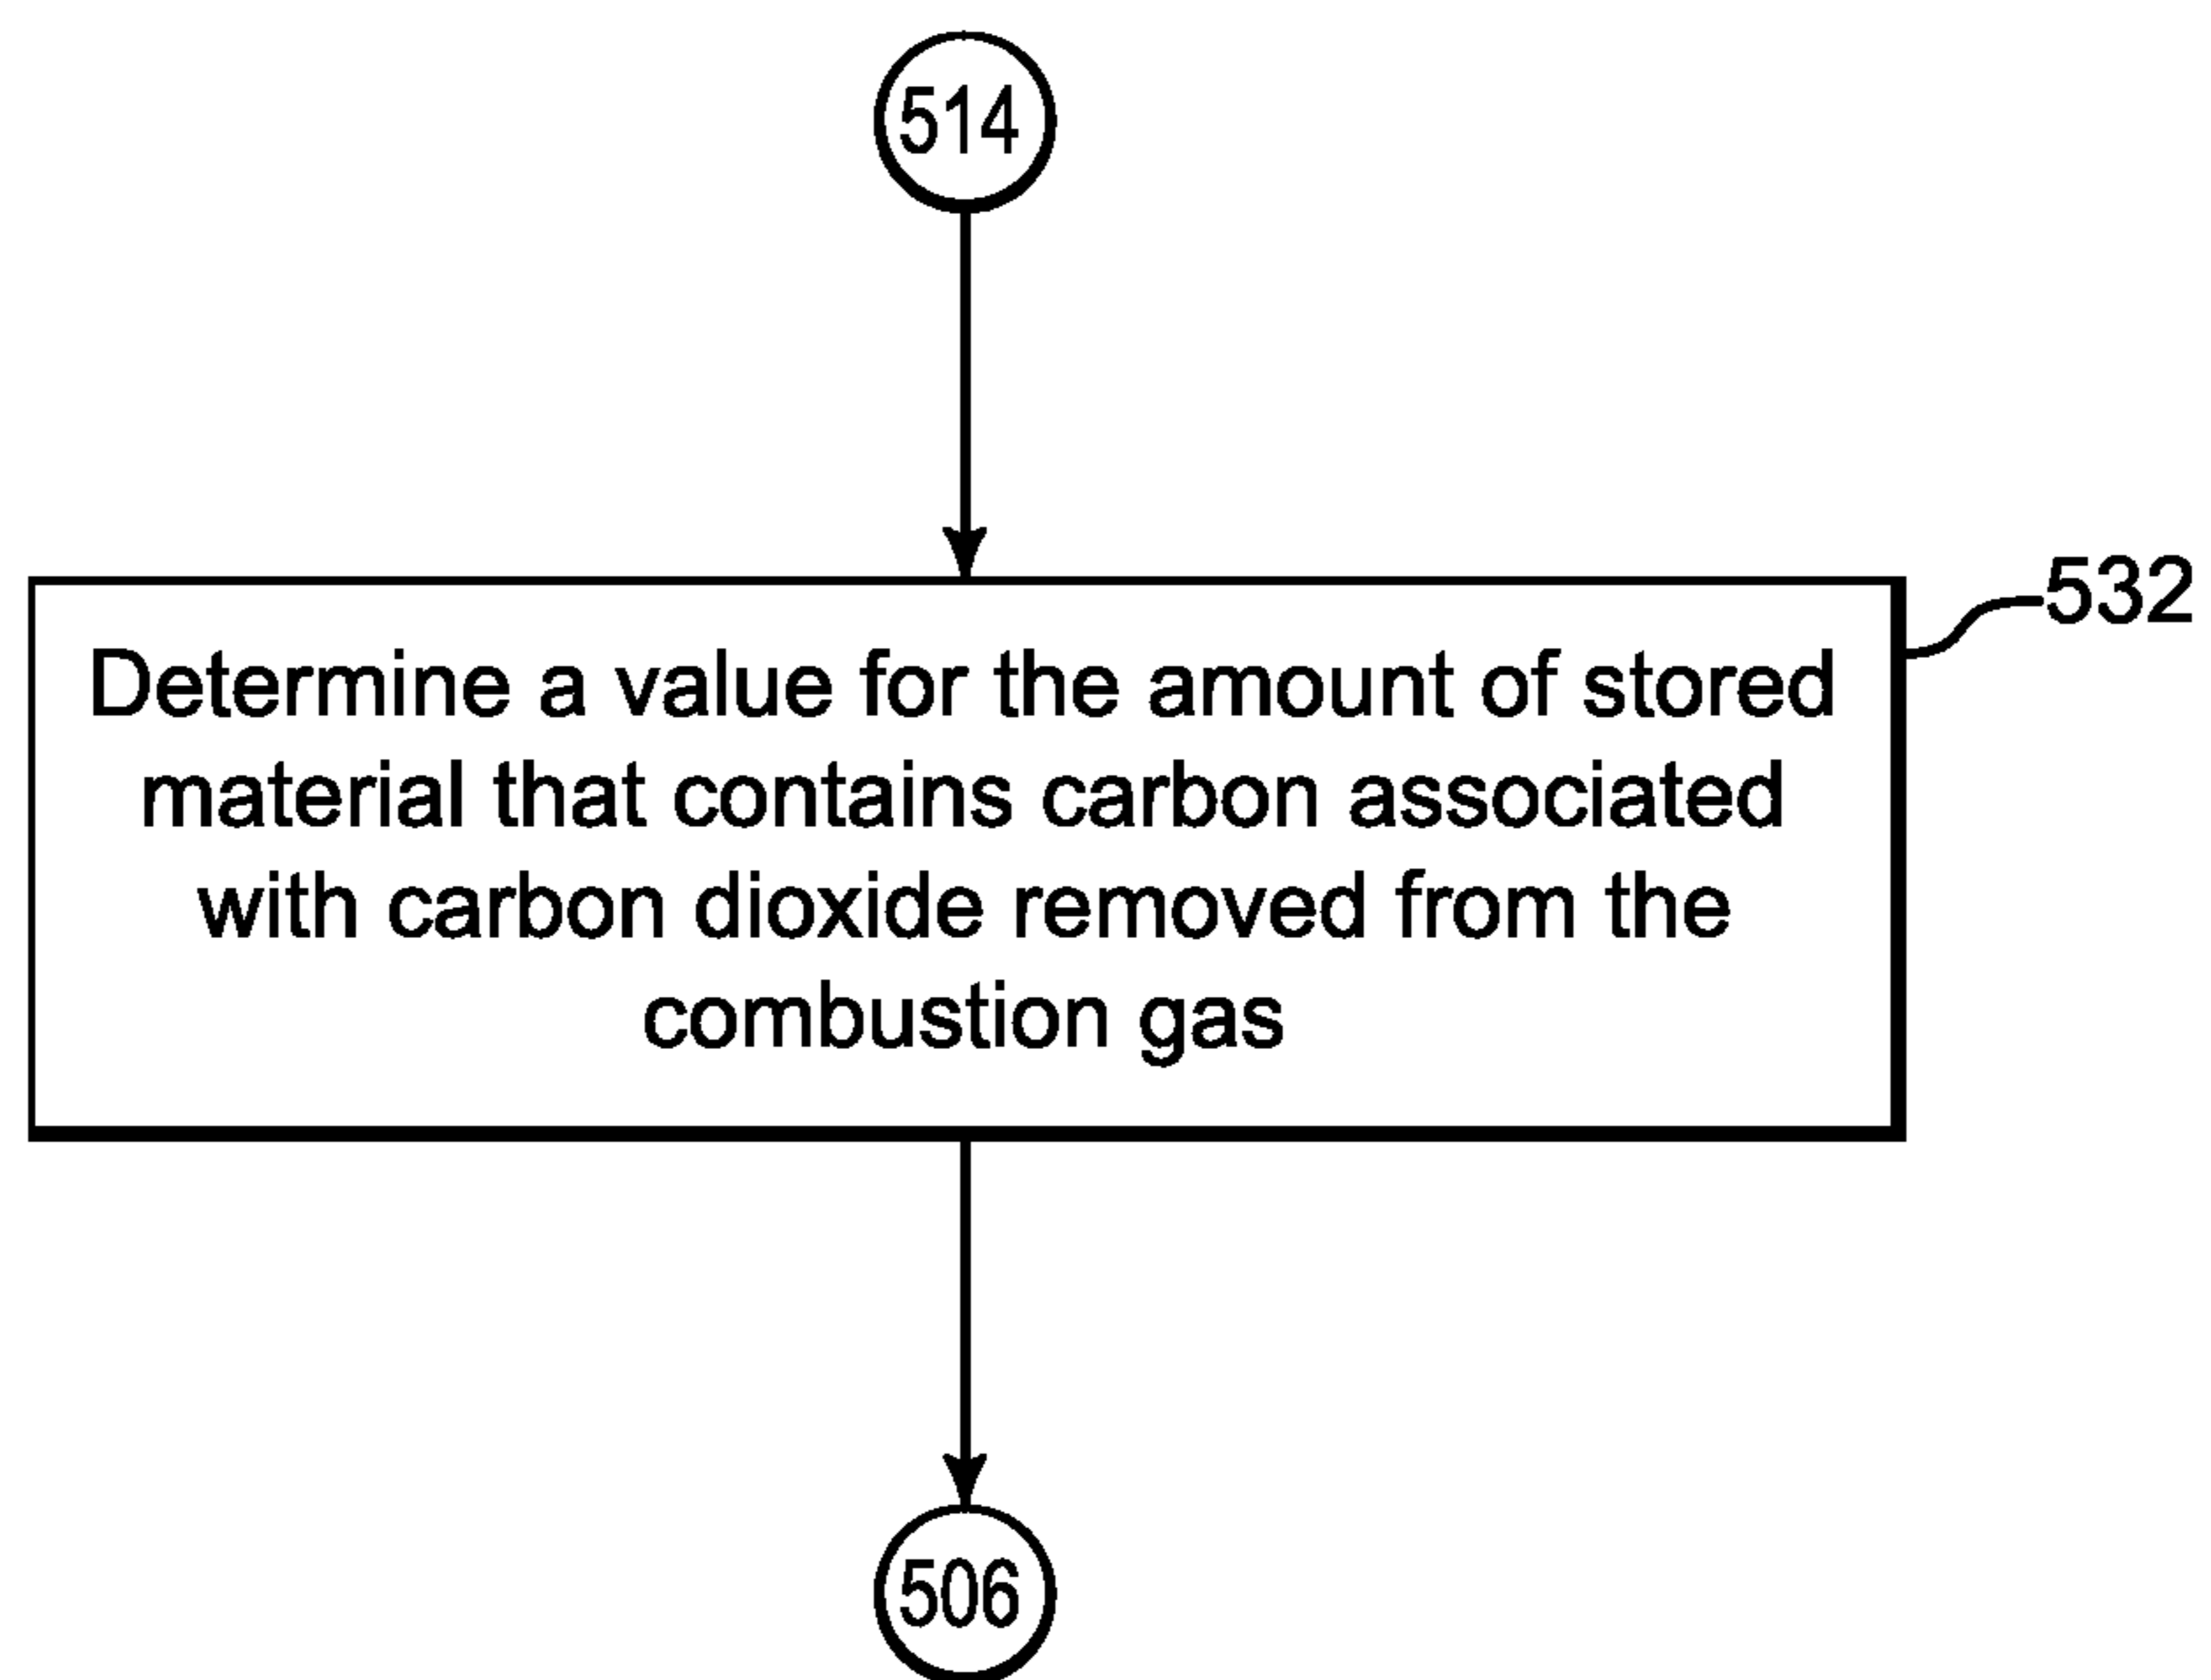 514
532
Determine a value for the amount of stored
material that contains carbon associated
with carbon dioxide removed from the
combustion gas
506